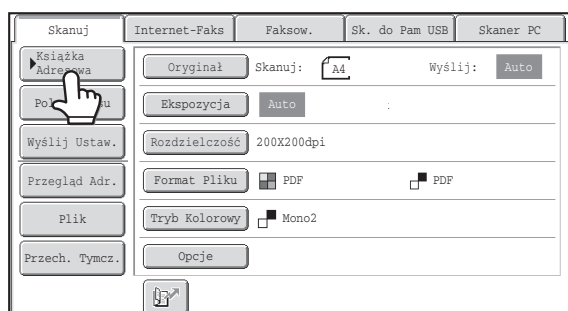 Skanuj
Internet-Faks
Faksow.
Sk. do Pam USB
Skaner PC
Książka
Adresowa
Oryginał
Skanuj:
A4
Wyślij:
Auto
Ekspozycja
Auto
Wyślij Ustaw.
Rozdzielczość
200X200dpi
Przegląd Adr.
Format Pliku
PDF
PDF
Plik
Tryb Kolorowy
Mono2
Przech. Tymcz.
Opcje